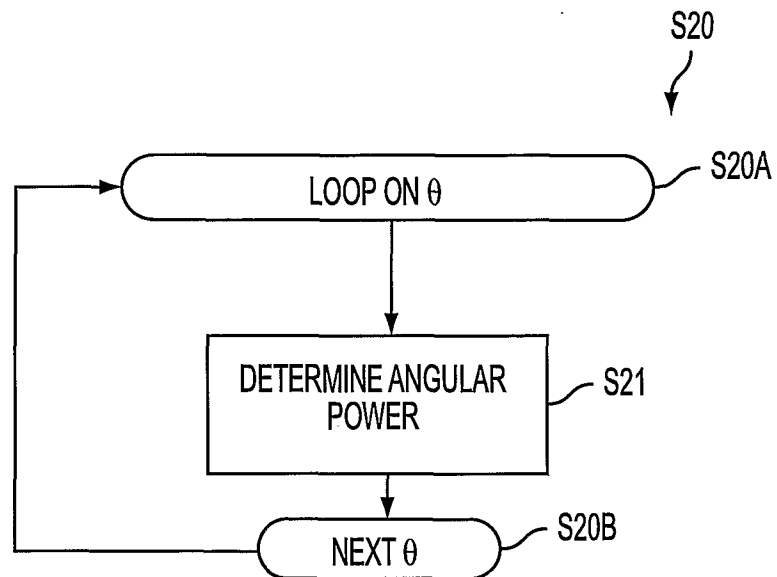 S20
LOOP ON θ
S20A
DETERMINE ANGULAR
POWER
S21
NEXT θ
S20B